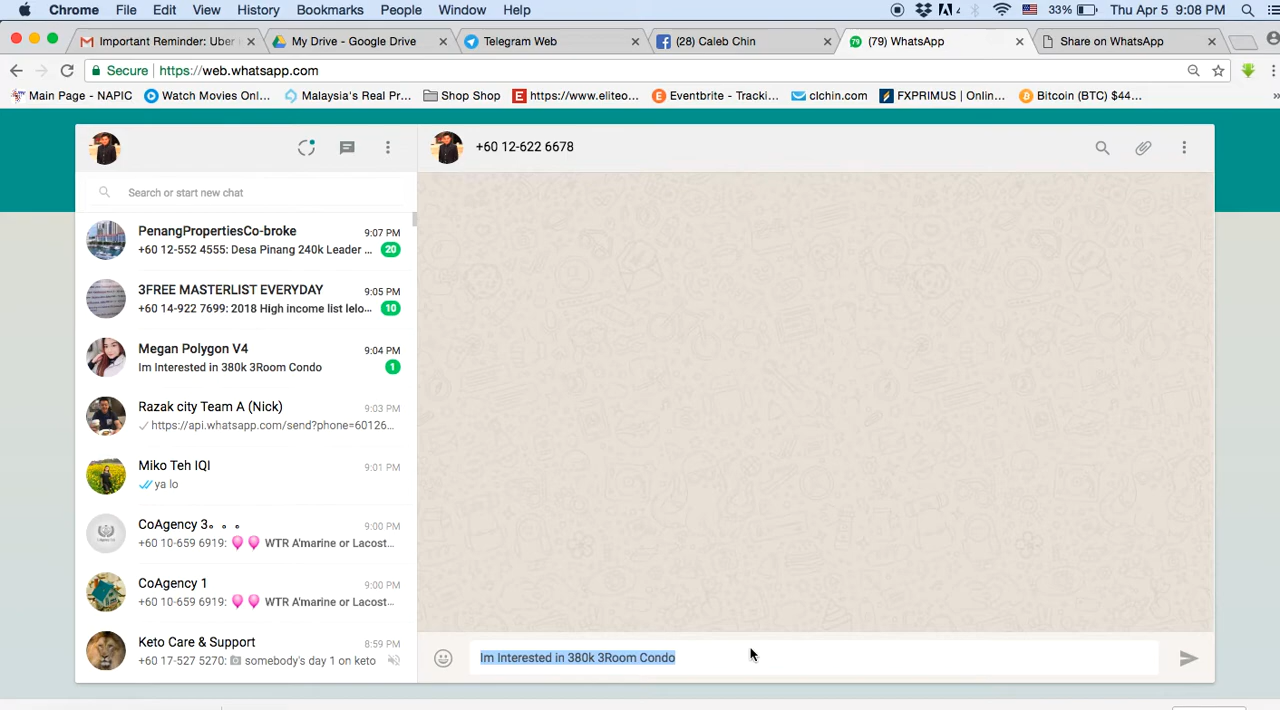 Chrome File Edit View History Bookmarks People Window Help 4 33% Thu Apr 5 9:08 PM
Important Reminder: Uber
My Drive - Google Drive
Telegram Web
(28) Caleb Chin
(79) WhatsApp
Share on WhatsApp
Secure https://web.whatsapp.com
Main Page - NAPIC Watch Movies Onl... Malaysia's Real Pr... Shop Shop https://www.eliteo... Eventbrite - Tracki... clchin.com FXPRIMUS | Onlin... Bitcoin (BTC) $44...
+60 12-622 6678
Search or start new chat
PenangPropertiesCo-broke 9:07 PM
+60 12-552 4555: Desa Pinang 240k Leader ... 20
3FREE MASTERLIST EVERYDAY 9:05 PM
+60 14-922 7699: 2018 High income list lelo... 10
Megan Polygon V4 9:04 PM
Im Interested in 380k 3Room Condo 1
Razak city Team A (Nick) 9:03 PM
https://api.whatsapp.com/send?phone=60126...
Miko Teh IQI 9:01 PM
ya lo
CoAgency 3。。。 9:00 PM
+60 10-659 6919: 🎈🎈 WTR A'marine or Lacost...
CoAgency 1 9:00 PM
+60 10-659 6919: 🎈🎈 WTR A'marine or Lacost...
Keto Care & Support 8:59 PM
+60 17-527 5270: 📷 somebody's day 1 on keto
Im Interested in 380k 3Room Condo